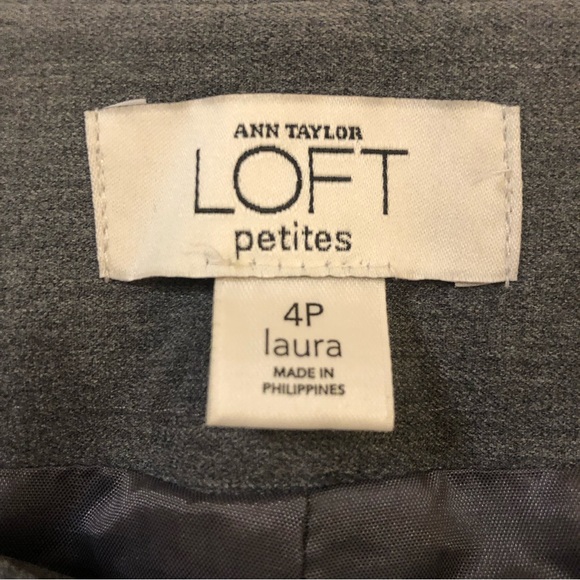 ANN TAYLOR
LOFT
petites
4P
laura
MADE IN
PHILIPPINES